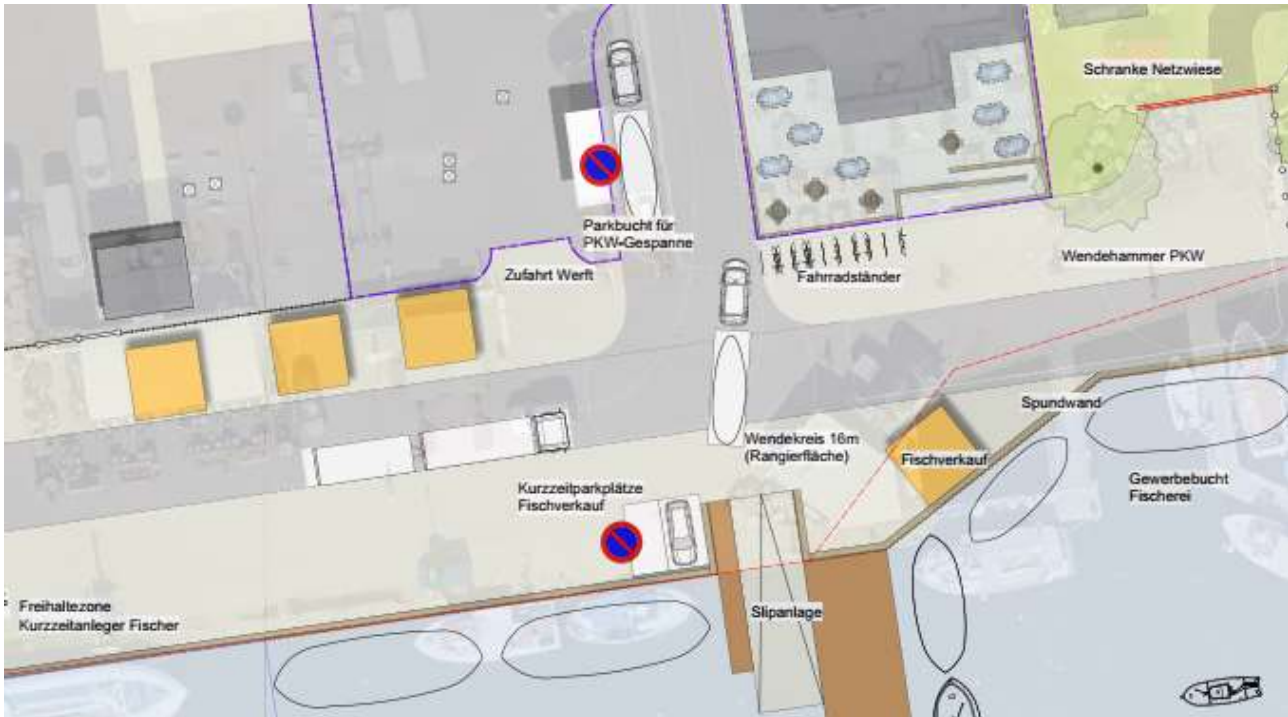 Schranke Netzwiese
Parkbucht für
PKW-Gespanne
Zufahrt Werft
Fahrradständer
Wendehammer PKW
Spundwand
Wendekreis 16m
(Rangierfläche)
Fischverkauf
Gewerbebucht
Fischerei
Kurzzeitparkplätze
Fischverkauf
Freihaltezone
Kurzzeitanleger Fischer
Slipanlage